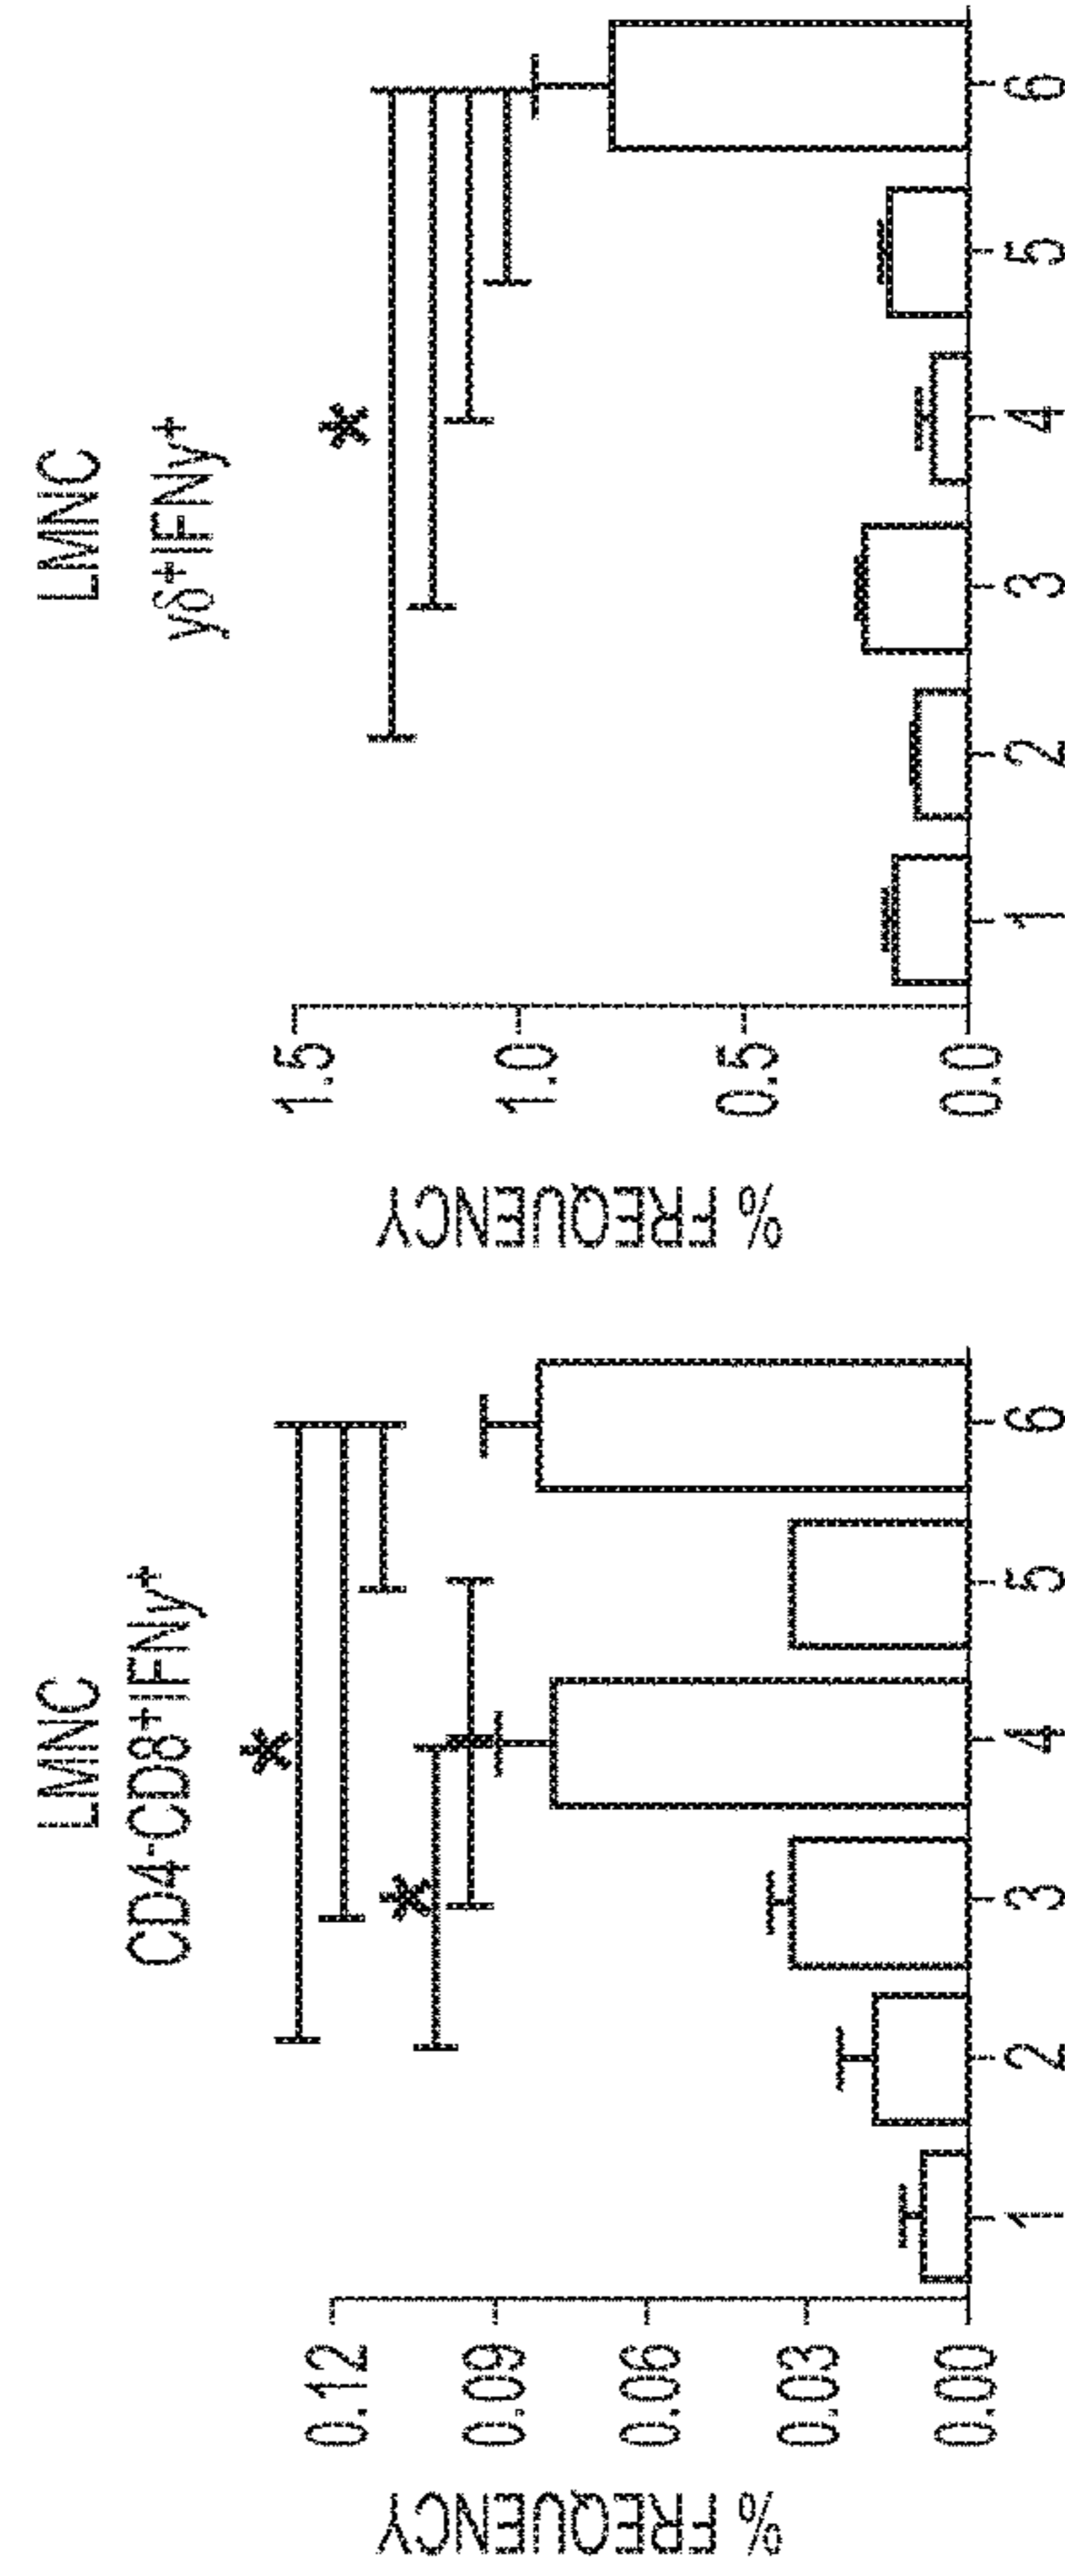 LMNC
CD4-CD8+IFNγ+
% FREQUENCY
0.12
0.09
0.06
0.03
0.00
1 2 3 4 5 6
*
*
LMNC
γδ+IFNγ+
% FREQUENCY
1.5
1.0
0.5
0.0
1 2 3 4 5 6
*